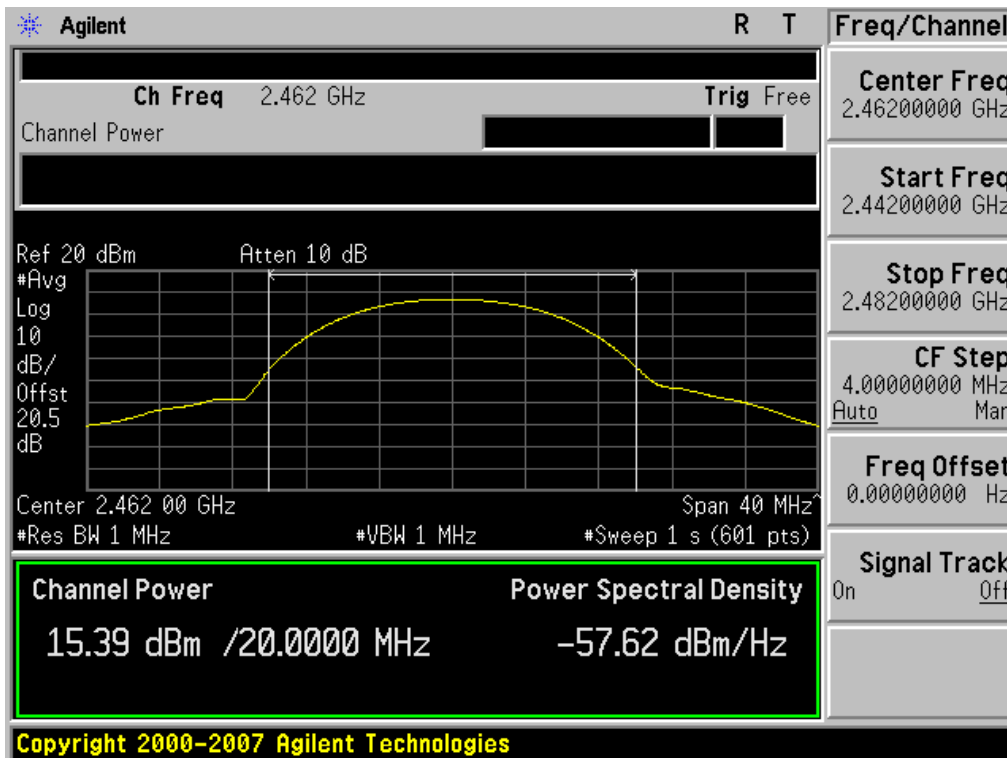 Agilent R T
Freq/Channel
Ch Freq 2.462 GHz Trig Free
Channel Power
Center Freq
2.46200000 GHz
Start Freq
2.44200000 GHz
Stop Freq
2.48200000 GHz
CF Step
4.00000000 MHz
Auto Man
Freq Offset
0.00000000 Hz
Signal Track
On Off
Ref 20 dBm Atten 10 dB
#Avg
Log
10
dB/
Offst
20.5
dB
Center 2.462 00 GHz Span 40 MHz^
#Res BW 1 MHz #VBW 1 MHz #Sweep 1 s (601 pts)
Channel Power Power Spectral Density
15.39 dBm /20.0000 MHz -57.62 dBm/Hz
Copyright 2000-2007 Agilent Technologies